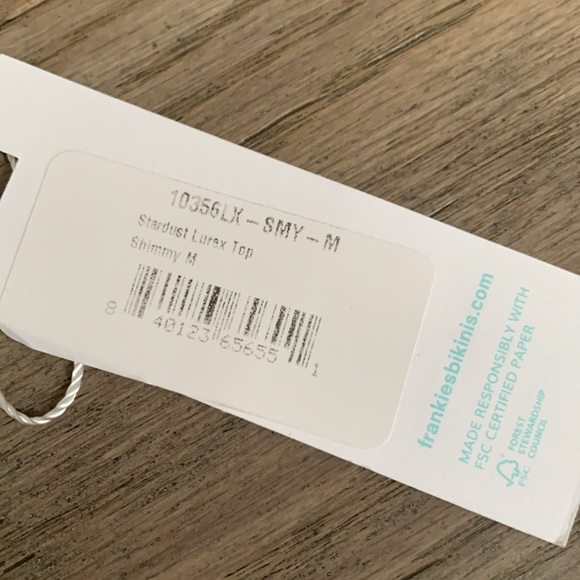 10356LX-SMY-M
Stardust Lurex Top
Shimmy M
8 40123 65655 1
frankiesbikinis.com
MADE RESPONSIBLY WITH
FSC CERTIFIED PAPER
FSC
FOREST
STEWARDSHIP
COUNCIL